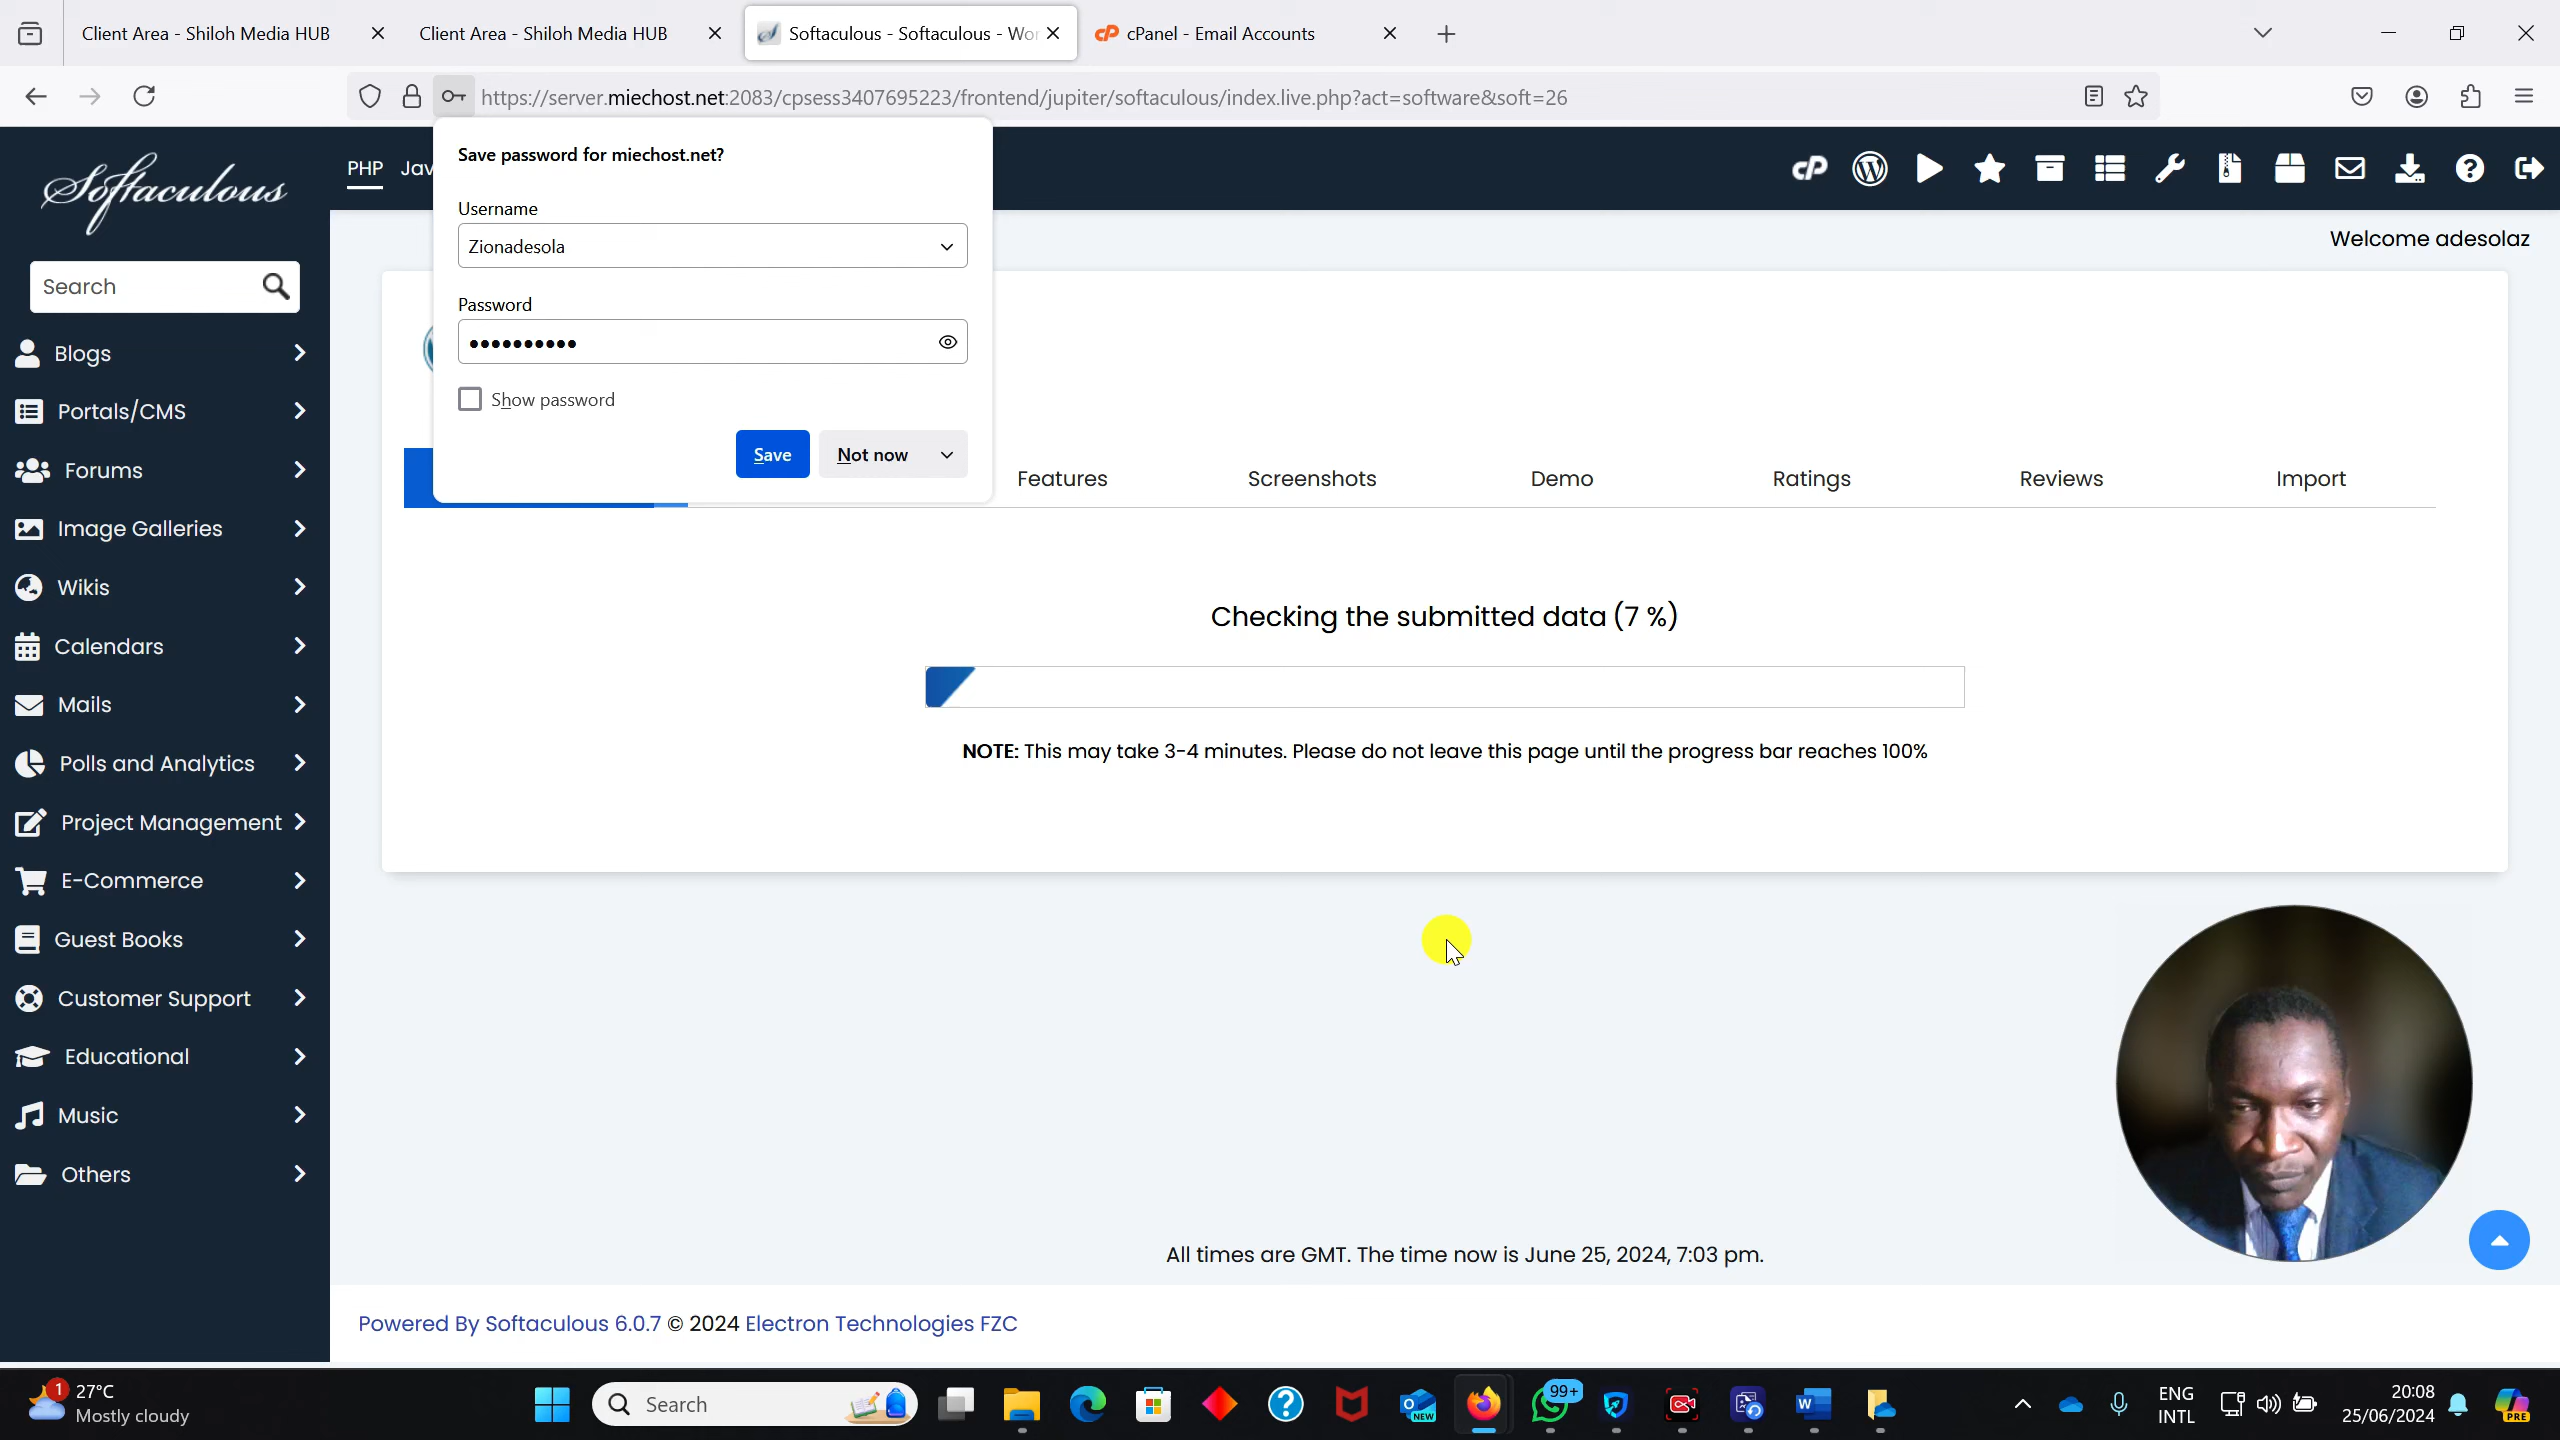 Client Area - Shiloh Media HUB
Client Area - Shiloh Media HUB
Softaculous - Softaculous - Wo
cPanel - Email Accounts
https://server.miechost.net:2083/cpsess3407695223/frontend/jupiter/softaculous/index.live.php?act=software&soft=26
Softaculous
PHP Jav
Save password for miechost.net?
Username
Zionadesola
Password
••••••••••
Show password
Save
Not now
Welcome adesolaz
Search
Blogs
Portals/CMS
Forums
Image Galleries
Wikis
Calendars
Mails
Polls and Analytics
Project Management
E-Commerce
Guest Books
Customer Support
Educational
Music
Others
Features
Screenshots
Demo
Ratings
Reviews
Import
Checking the submitted data (7 %)
NOTE: This may take 3-4 minutes. Please do not leave this page until the progress bar reaches 100%
All times are GMT. The time now is June 25, 2024, 7:03 pm.
Powered By Softaculous 6.0.7 © 2024 Electron Technologies FZC
1
27°C
Mostly cloudy
Search
NEW
99+
ENG
INTL
20:08
25/06/2024
PRE